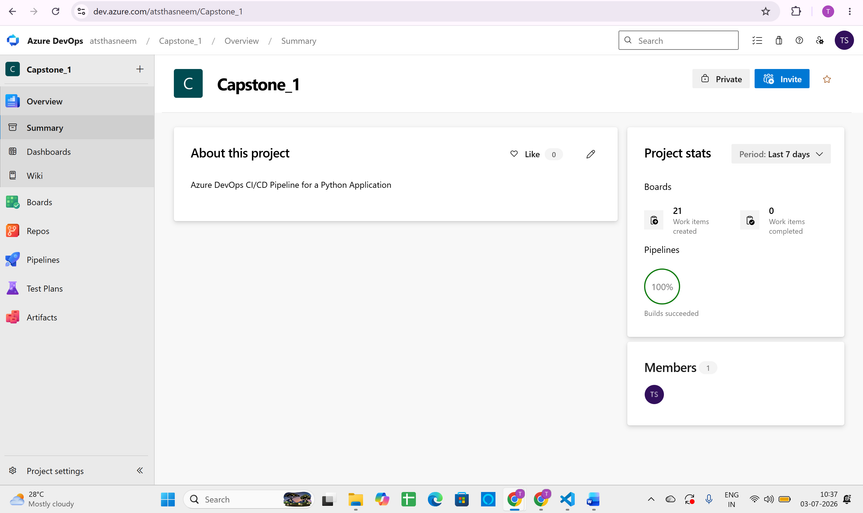 dev.azure.com/atsthasneem/Capstone_1
T
Azure DevOps atsthasneem / Capstone_1 / Overview / Summary
Search
TS
C Capstone_1
Overview
Summary
Dashboards
Wiki
Boards
Repos
Pipelines
Test Plans
Artifacts
Project settings
C Capstone_1
Private
Invite
About this project
Like 0
Azure DevOps CI/CD Pipeline for a Python Application
Project stats
Period: Last 7 days
Boards
21
Work items
created
0
Work items
completed
Pipelines
100%
Builds succeeded
Members 1
TS
28°C
Mostly cloudy
Search
T
T
ENG
IN
10:37
03-07-2026